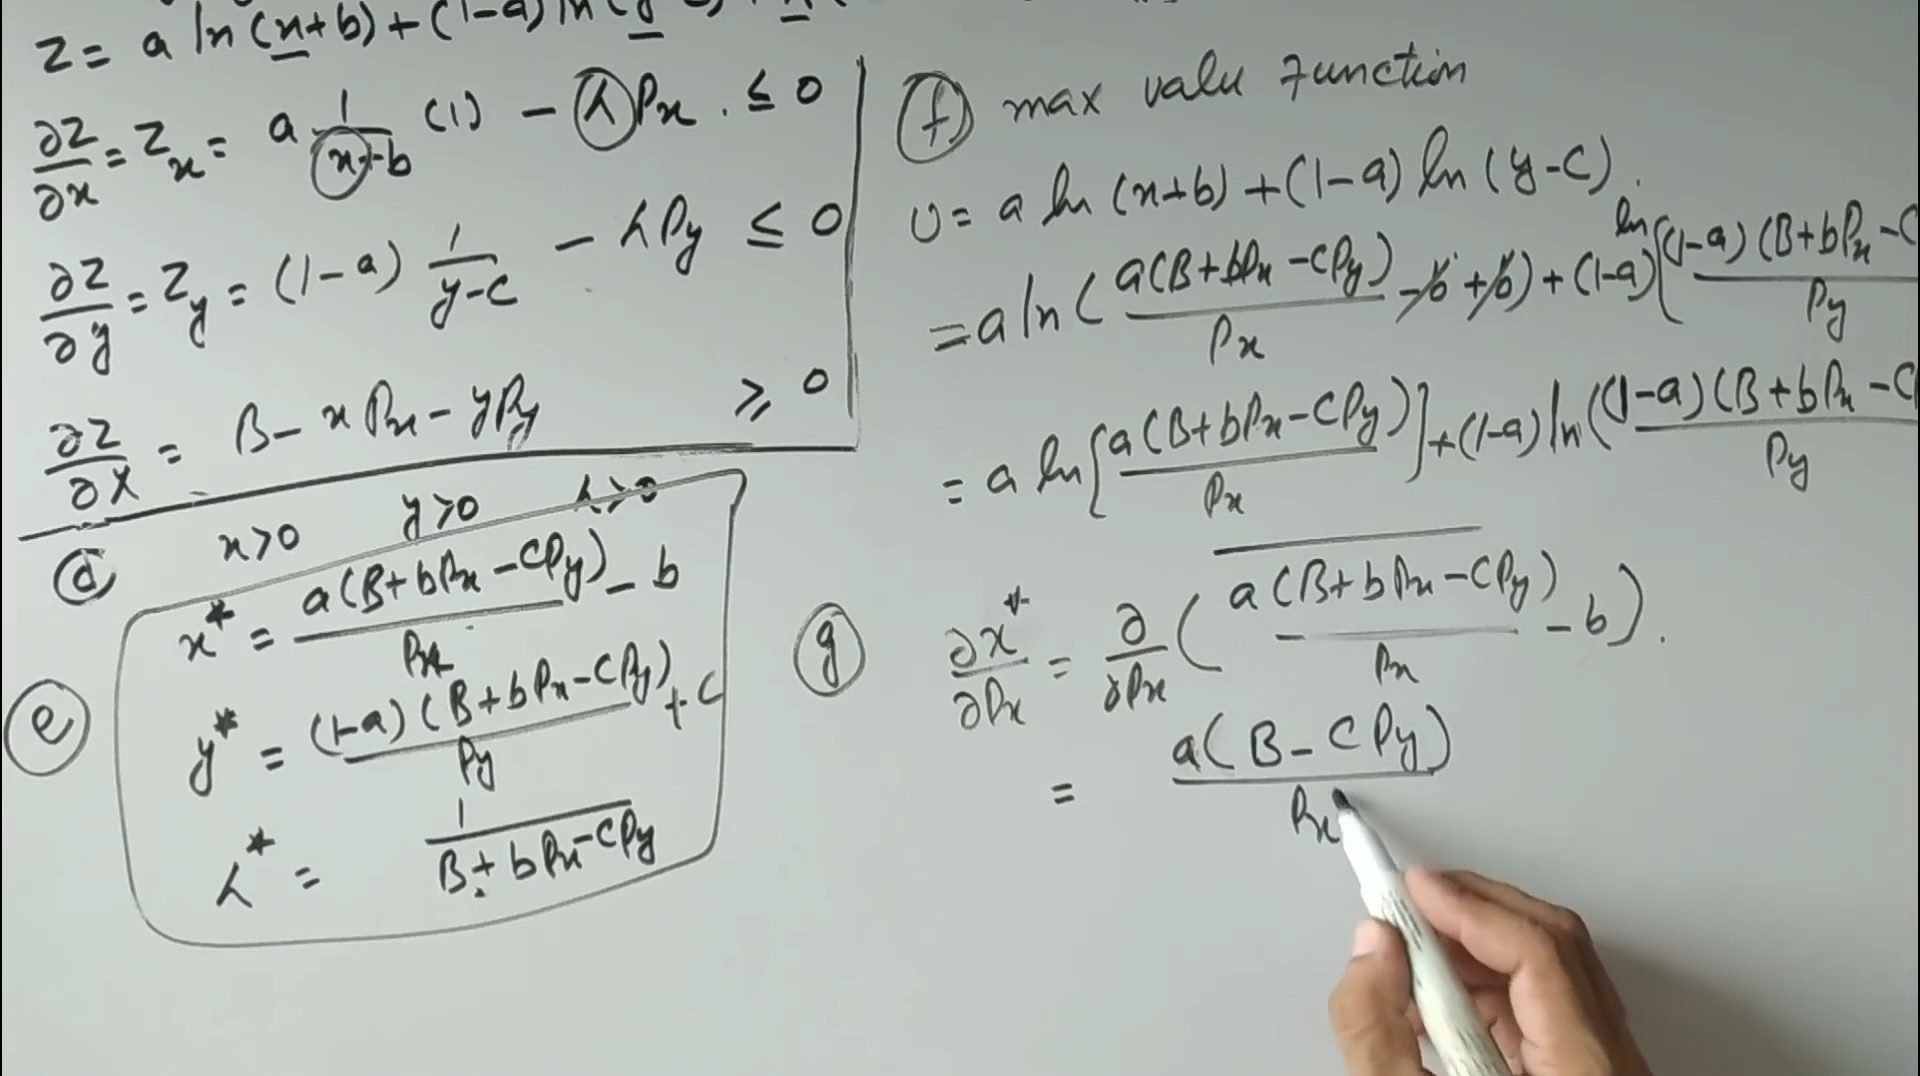 Z = a ln (x+b) + (1-a) ln (y
∂Z/∂x = Z_x = a 1/(x+b) (1) - λPx . ≤ 0
∂Z/∂y = Z_y = (1-a) 1/(y-c) - λPy ≤ 0
∂Z/∂λ = B - xPx - yPy ≥ 0
(d) x>0 y>0 λ>0
x* = a(B+bPx-CPy)/Px - b
(e) y* = (1-a)(B+bPx-CPy)/Py + C
λ* = 1/(B+bPx-CPy)
(f) max valu function
U = a ln (x+b) + (1-a) ln (y-C).
= a ln ( a(B+bPx-CPy)/Px -b+b) + (1-a) ln [(1-a)(B+bPx-C/Py
= a ln [a(B+bPx-CPy)/Px] + (1-a) ln ((1-a)(B+bPx-C/Py
(g) ∂x*/∂Px = ∂/∂Px ( a(B+bPx-CPy)/Px - b).
= a(B-CPy)/Px